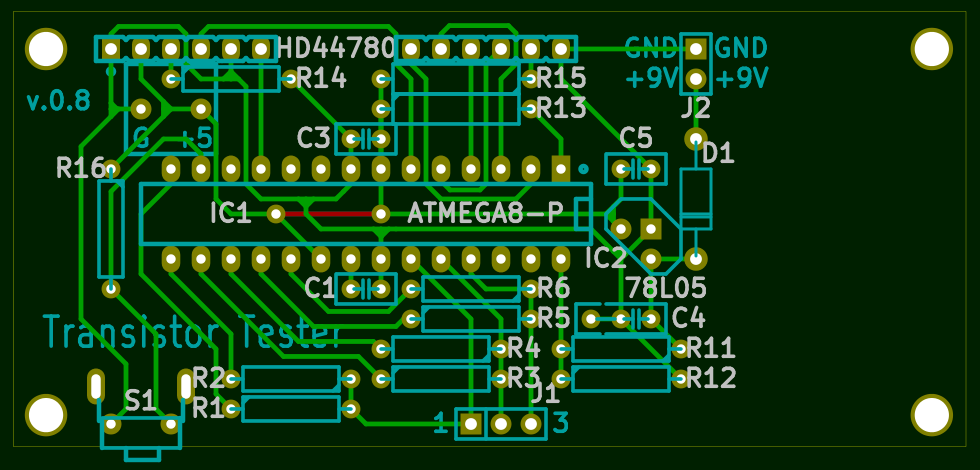 HD44780 GND GND
R14 R15 +9V +9V
v.0.8 R13 J2
G +5 C3 C5
R16 D1
IC1 ATMEGA8-P
IC2
C1 R6 78L05
Transistor Tester R5 C4
R4 R11
R2 R3 R12
S1 R1 J1
1 3